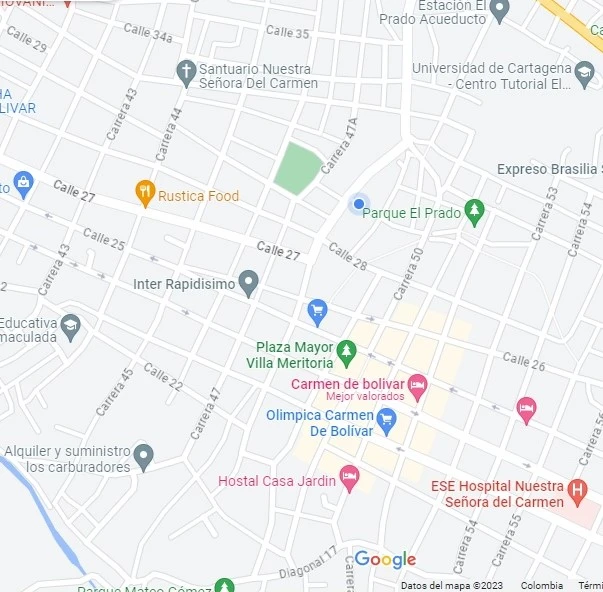 Estación El
Prado Acueducto
Calle 34a
Calle 35
Calle 29
Santuario Nuestra
Señora Del Carmen
Universidad de Cartagena
- Centro Tutorial El...
Carrera 43
Carrera 44
Carrera 47A
Expreso Brasilia
Calle 27
Rustica Food
Parque El Prado
Carrera 53
Carrera 54
Calle 25
Carrera 43
Calle 27
Calle 28
Carrera 50
Inter Rapidisimo
Educativa
Plaza Mayor
Villa Meritoria
Calle 26
Calle 22
Carrera 45
Carrera 47
Carmen de bolivar
Mejor valorados
Olimpica Carmen
De Bolívar
Carrera 56
Alquiler y suministro
los carburadores
Hostal Casa Jardin
ESE Hospital Nuestra
Señora del Carmen
Carrera 54
Carrera 55
Diagonal 17
Carrera
Google
Parque Mateo Gómez
Datos del mapa ©2023 Colombia Térmi